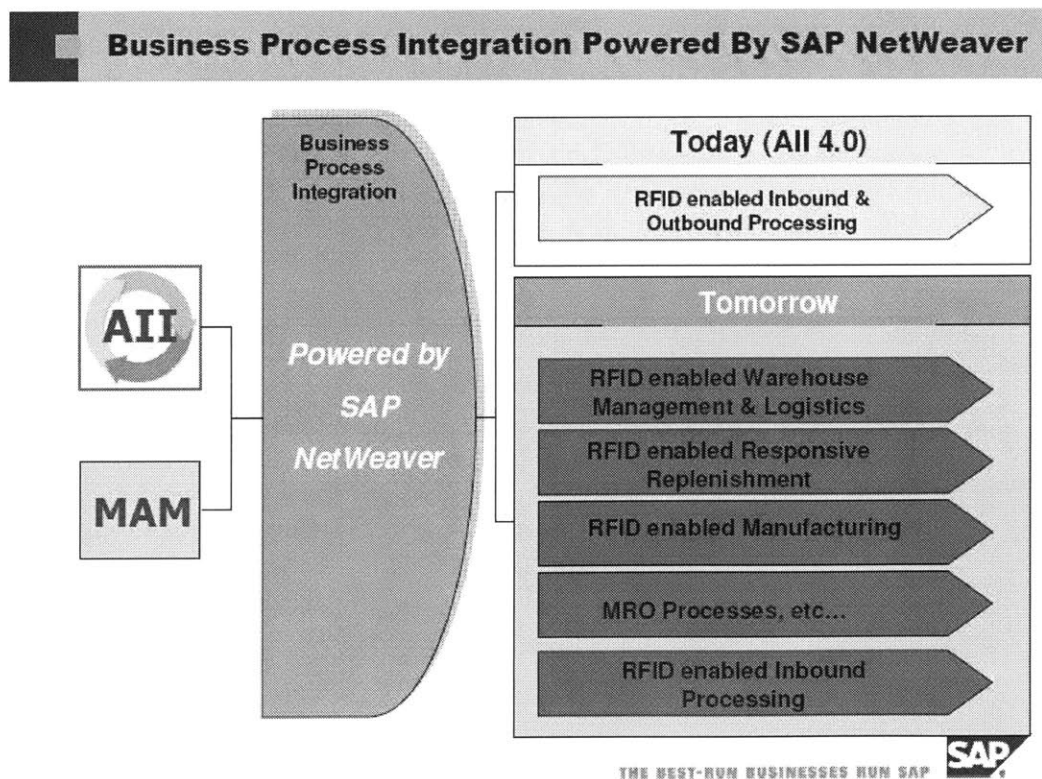 Business Process Integration Powered By SAP NetWeaver
Business
Process
Integration
Powered by
SAP
NetWeaver
AII
MAM
Today (AII 4.0)
RFID enabled Inbound &
Outbound Processing
Tomorrow
RFID enabled Warehouse
Management & Logistics
RFID enabled Responsive
Replenishment
RFID enabled Manufacturing
MRO Processes, etc...
RFID enabled Inbound
Processing
THE BEST-RUN BUSINESSES RUN SAP
SAP